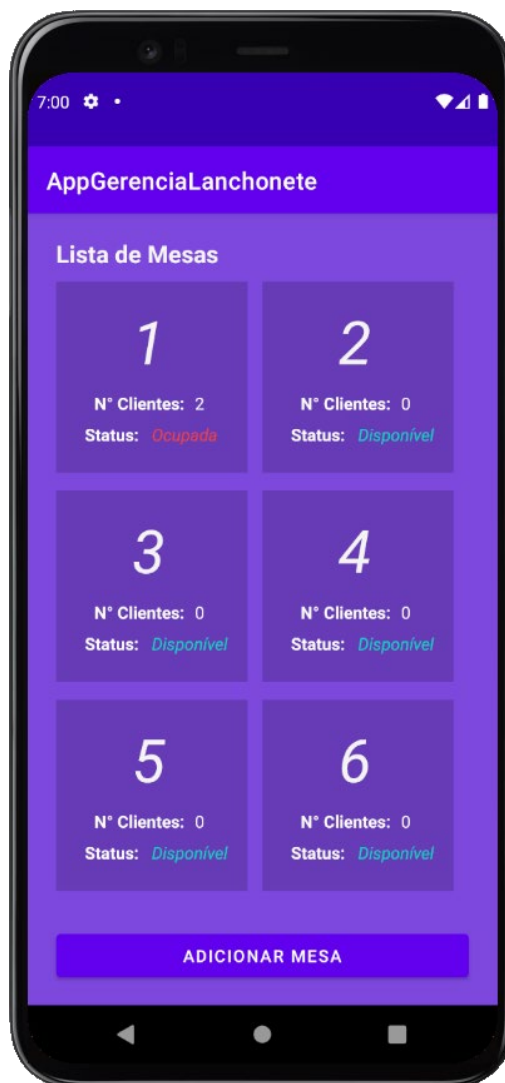 7:00
AppGerenciaLanchonete
Lista de Mesas
1
N° Clientes: 2
Status: Ocupada
2
N° Clientes: 0
Status: Disponível
3
N° Clientes: 0
Status: Disponível
4
N° Clientes: 0
Status: Disponível
5
N° Clientes: 0
Status: Disponível
6
N° Clientes: 0
Status: Disponível
ADICIONAR MESA